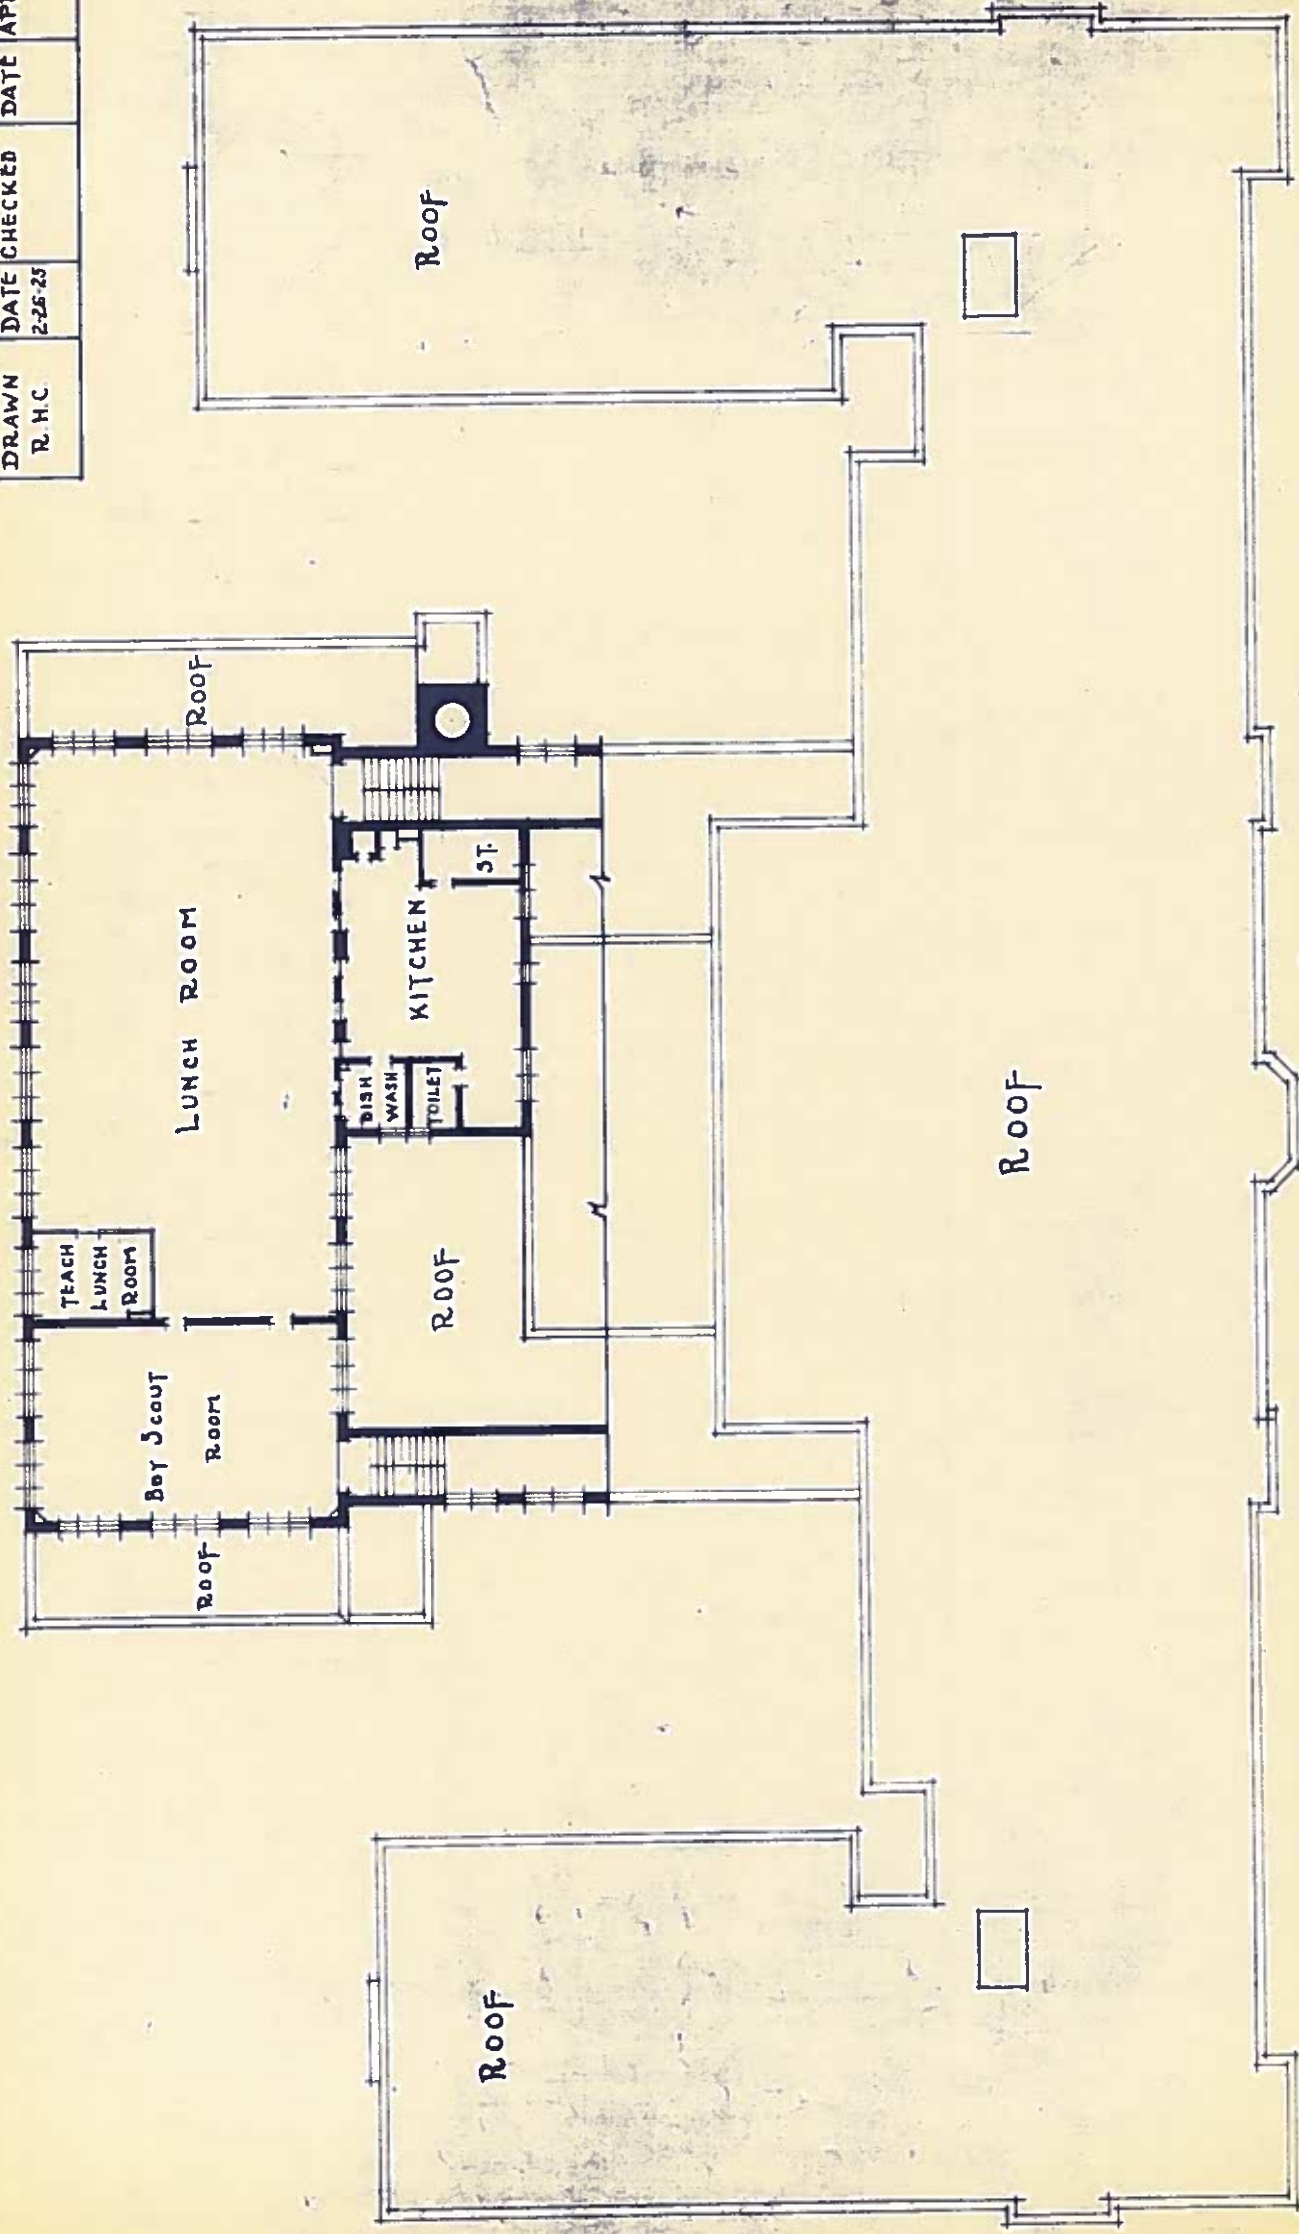 DRAWN DATE CHECKED DATE
R.H.C. 2-25-25
ROOF
TEACH
LUNCH
ROOM
LUNCH ROOM
BOY SCOUT
ROOM
ROOF
ROOF
DISH
WASH
TOILET
KITCHEN
ST.
ROOF
ROOF
ROOF
ROOF